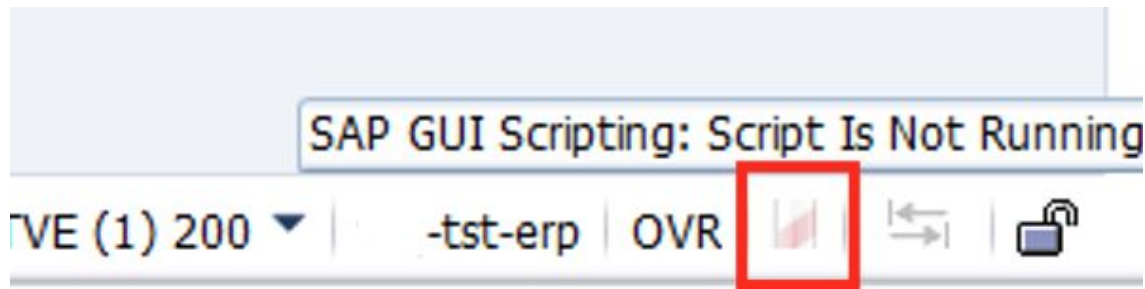 SAP GUI Scripting: Script Is Not Running
TVE (1) 200 -tst-erp OVR